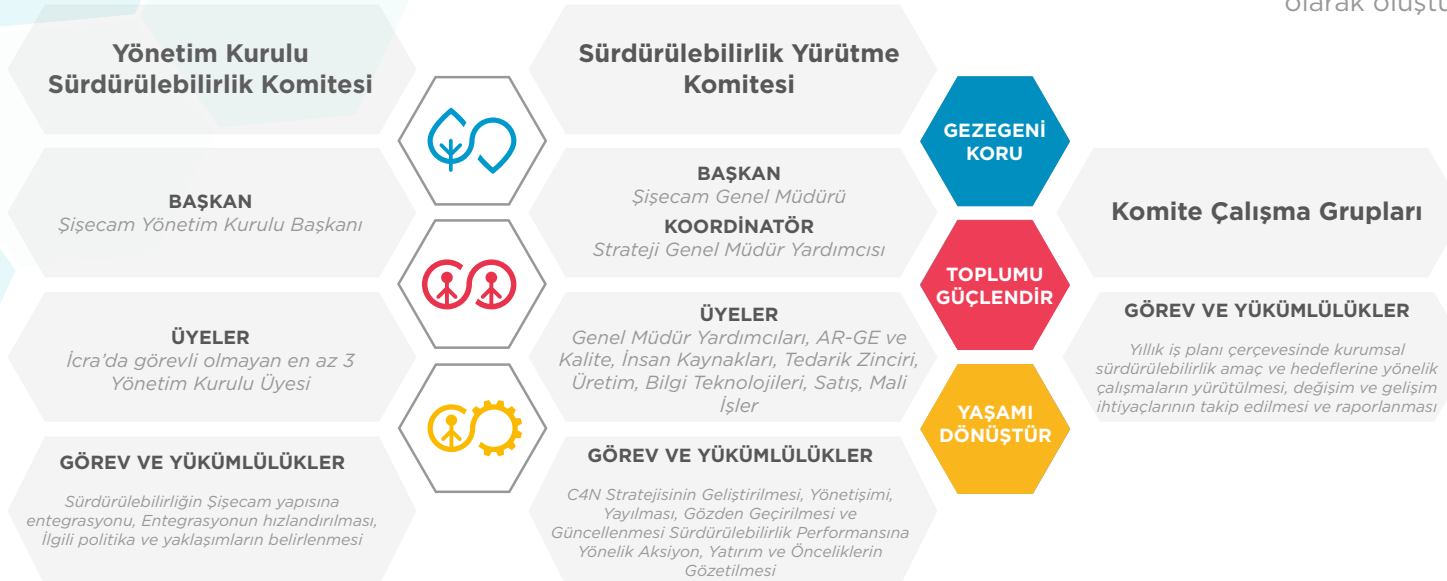 olarak oluştu
Yönetim Kurulu
Sürdürülebilirlik Komitesi
BAŞKAN
Şişecam Yönetim Kurulu Başkanı
ÜYELER
İcra’da görevli olmayan en az 3
Yönetim Kurulu Üyesi
GÖREV VE YÜKÜMLÜLÜKLER
Sürdürülebilirliğin Şişecam yapısına
entegrasyonu, Entegrasyonun hızlandırılması,
İlgili politika ve yaklaşımların belirlenmesi
Sürdürülebilirlik Yürütme
Komitesi
BAŞKAN
Şişecam Genel Müdürü
KOORDİNATÖR
Strateji Genel Müdür Yardımcısı
ÜYELER
Genel Müdür Yardımcıları, AR-GE ve
Kalite, İnsan Kaynakları, Tedarik Zinciri,
Üretim, Bilgi Teknolojileri, Satış, Mali
İşler
GÖREV VE YÜKÜMLÜLÜKLER
C4N Stratejisinin Geliştirilmesi, Yönetişimi,
Yayılması, Gözden Geçirilmesi ve
Güncellenmesi Sürdürülebilirlik Performansına
Yönelik Aksiyon, Yatırım ve Önceliklerin
Gözetilmesi
GEZEGENİ
KORU
TOPLUMU
GÜÇLENDİR
YAŞAMI
DÖNÜŞTÜR
Komite Çalışma Grupları
GÖREV VE YÜKÜMLÜLÜKLER
Yıllık iş planı çerçevesinde kurumsal
sürdürülebilirlik amaç ve hedeflerine yönelik
çalışmaların yürütülmesi, değişim ve gelişim
ihtiyaçlarının takip edilmesi ve raporlanması